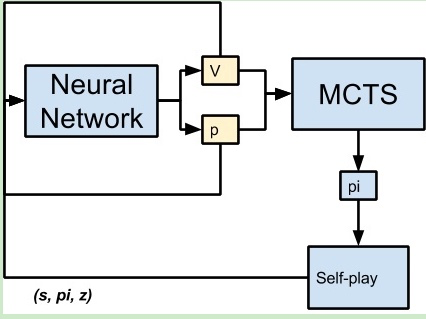 Neural
Network
V
p
MCTS
pi
Self-play
(s, pi, z)